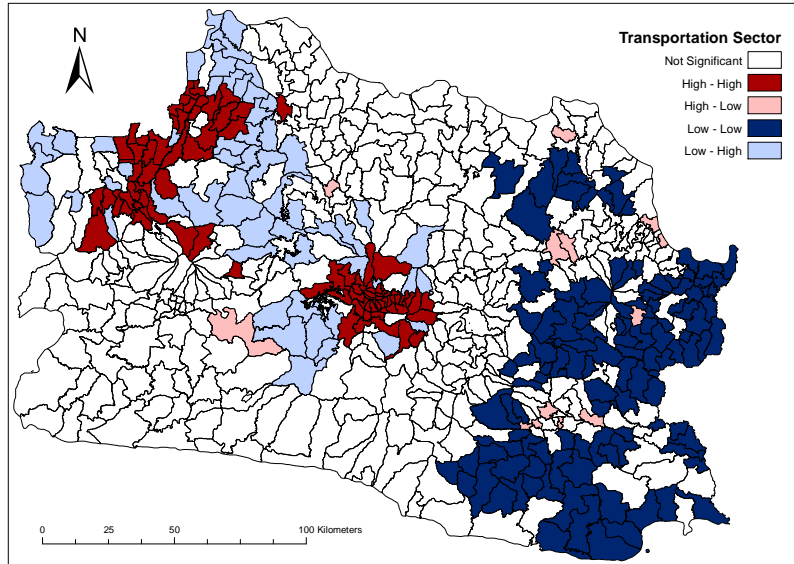 N
Transportation Sector
Not Significant
High - High
High - Low
Low - Low
Low - High
0 25 50 100 Kilometers